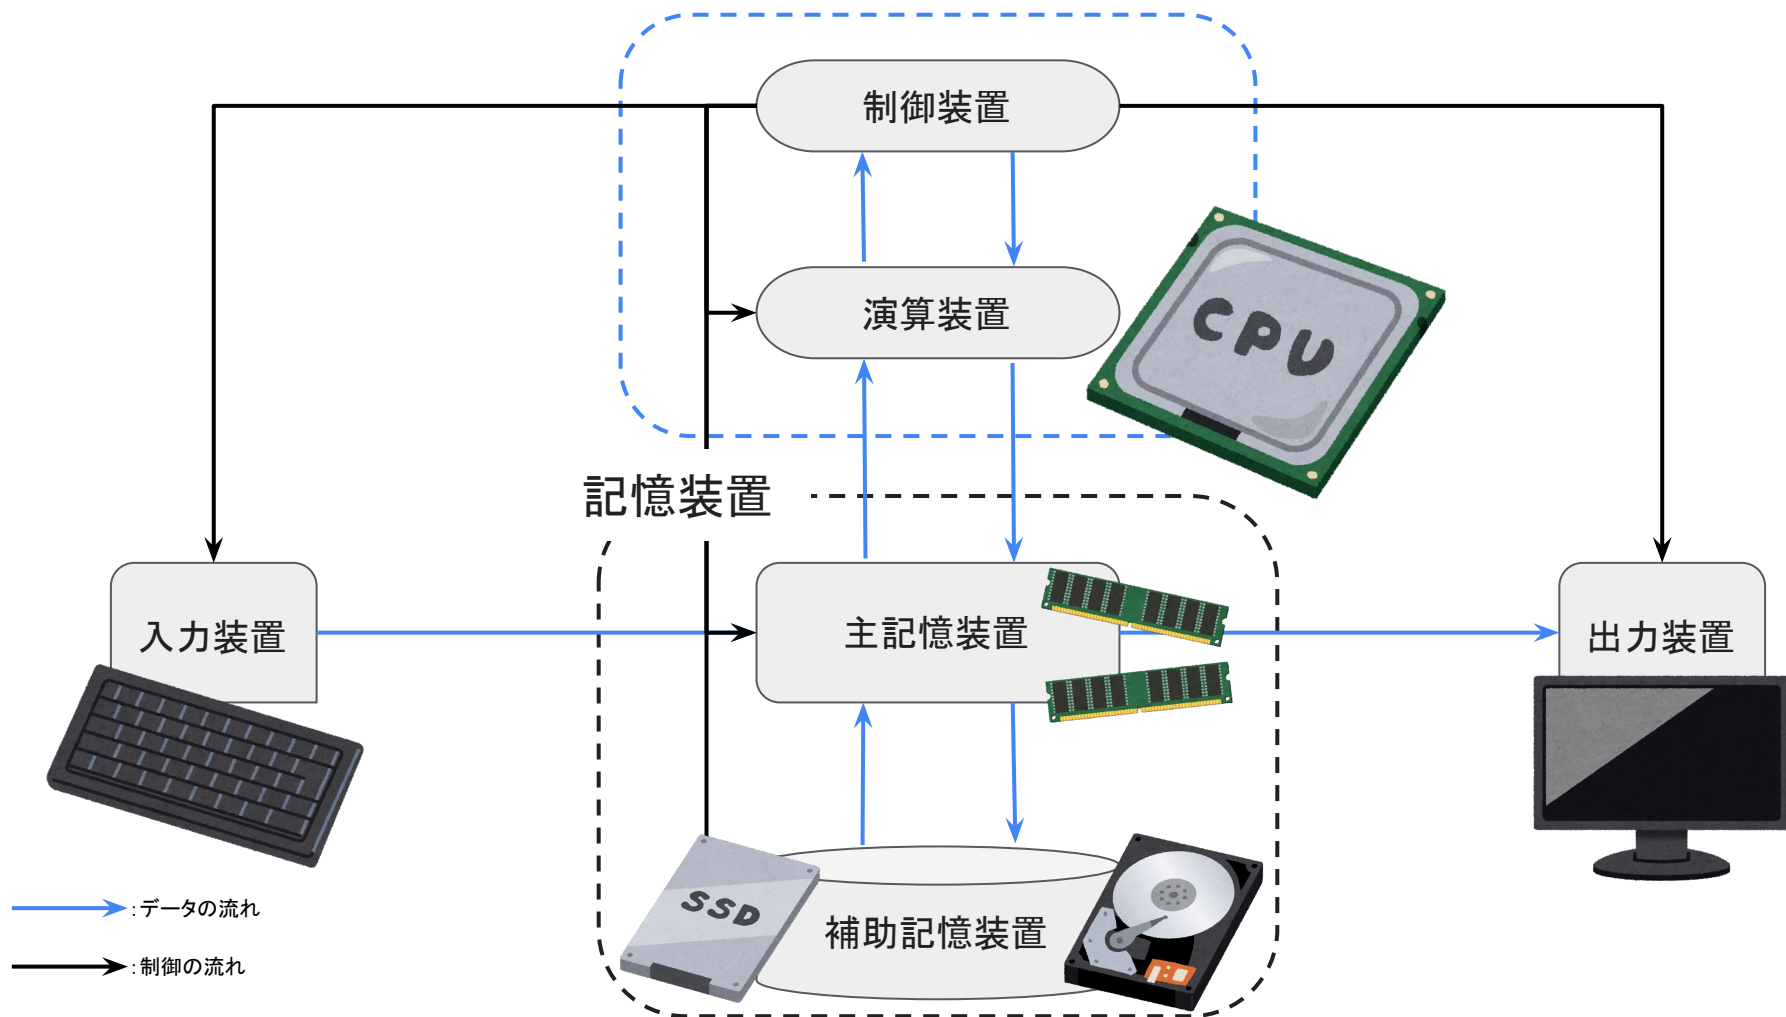 制御装置
演算装置
CPU
記憶装置
入力装置
主記憶装置
出力装置
SSD
補助記憶装置
:データの流れ
:制御の流れ